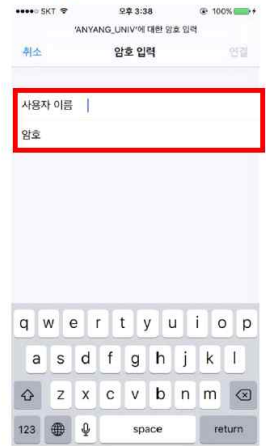 SKT 오후 3:38 100%
'ANYANG_UNIV'에 대한 암호 입력
취소 암호 입력 연결
사용자 이름
암호
q w e r t y u i o p
a s d f g h j k l
z x c v b n m
123 space return